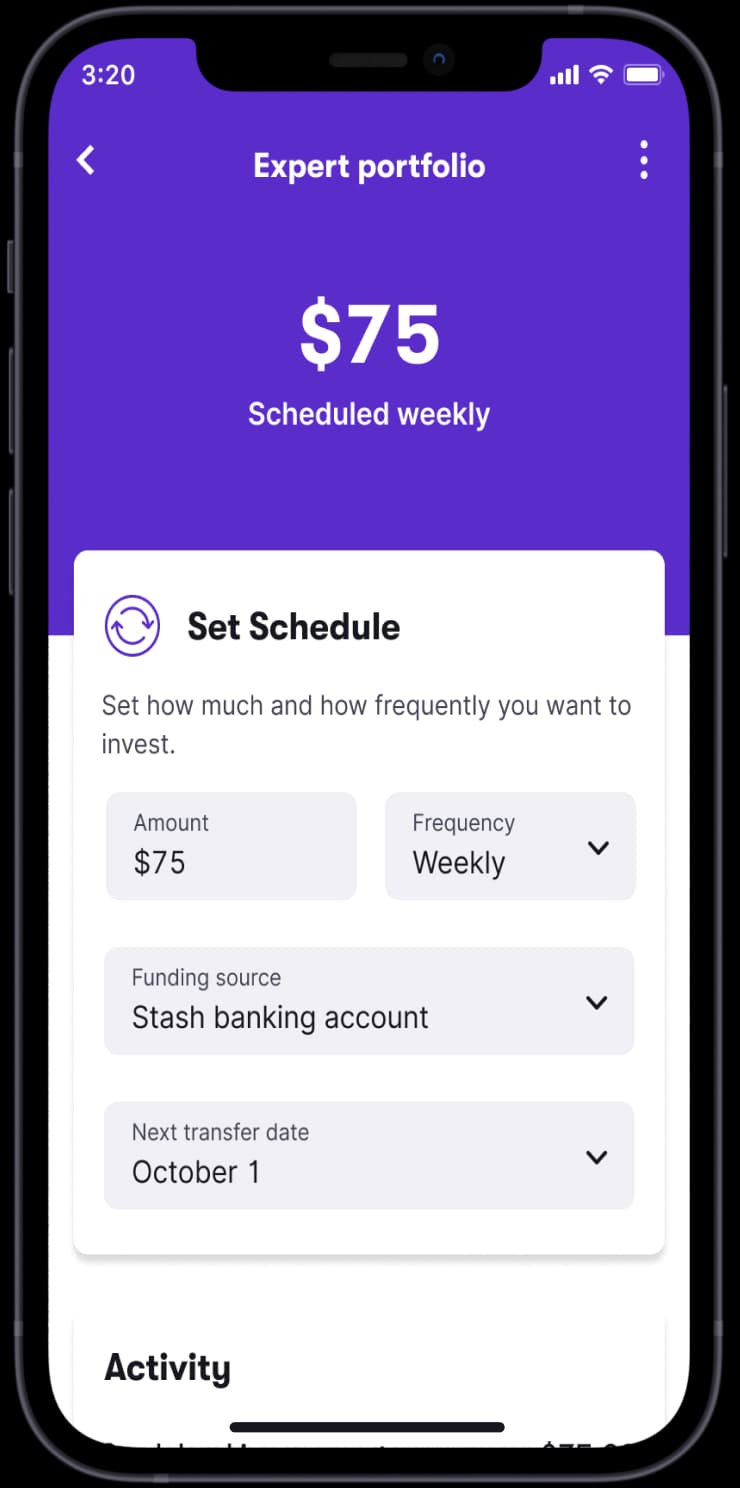 3:20
Expert portfolio
$75
Scheduled weekly
Set Schedule
Set how much and how frequently you want to
invest.
Amount
$75
Frequency
Weekly
Funding source
Stash banking account
Next transfer date
October 1
Activity